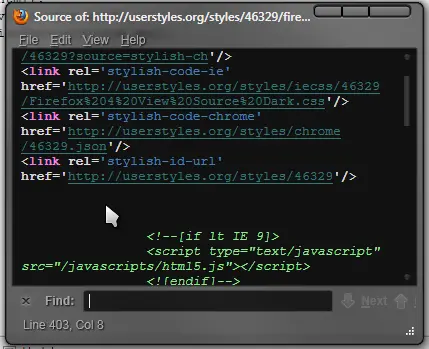 Source of: http://userstyles.org/styles/46329/fire...
File Edit View Help
/46329?source=stylish-ch'/>
<link rel='stylish-code-ie'
href='http://userstyles.org/styles/iecss/46329
/Firefox%204%20View%20Source%20Dark.css'/>
<link rel='stylish-code-chrome'
href='http://userstyles.org/styles/chrome
/46329.json'/>
<link rel='stylish-id-url'
href='http://userstyles.org/styles/46329'/>
<!--[if lt IE 9]>
<script type="text/javascript"
src="/javascripts/html5.js"></script>
<![endif]-->
× Find: Next
Line 403, Col 8